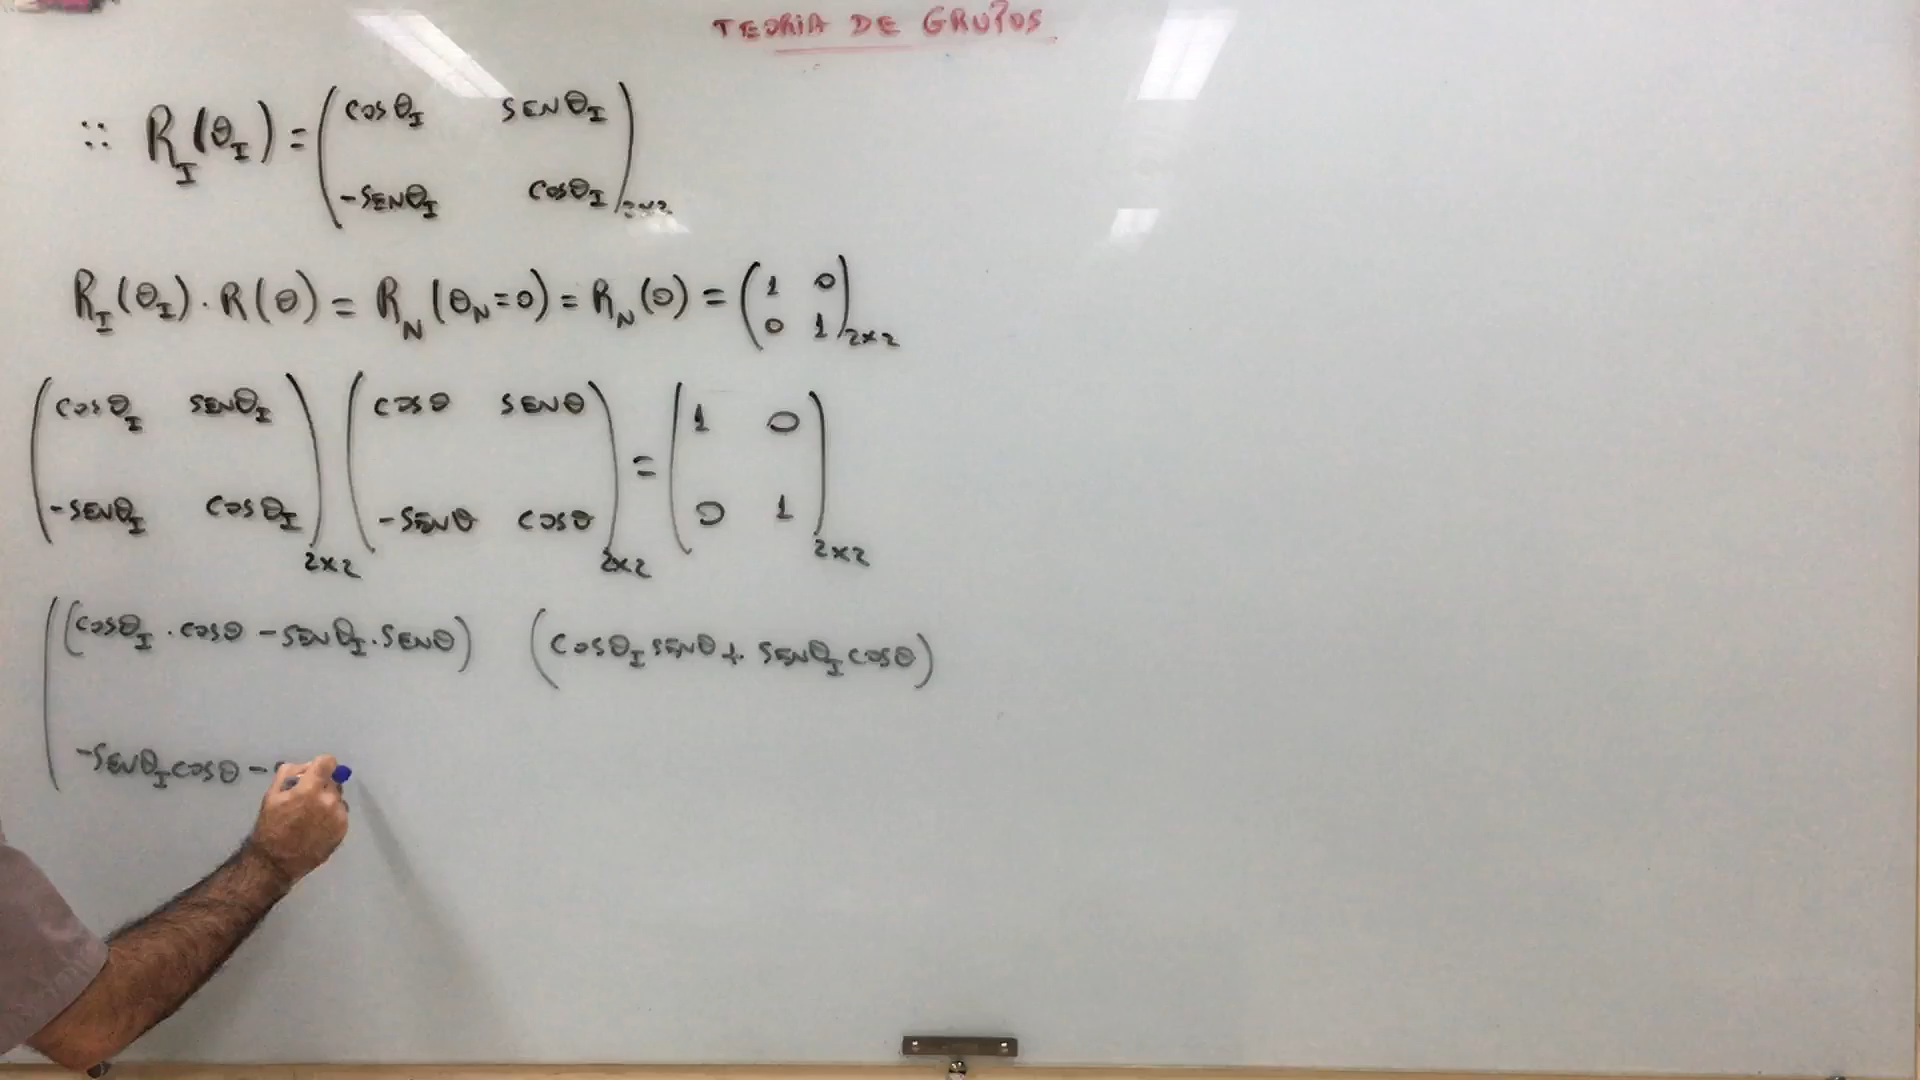 TEORIA DE GRUPOS
∴ R_I(θ_I) = ( cosθ_I senθ_I
-senθ_I cosθ_I )2x2
R_I(θ_I) · R(θ) = R_N(θ_N=0) = R_N(0) = ( 1 0
0 1 )2x2
( cosθ_I senθ_I ) ( cosθ senθ ) = ( 1 0 )
( -senθ_I cosθ_I )2x2 ( -senθ cosθ )2x2 ( 0 1 )2x2
( (cosθ_I · cosθ - senθ_I · senθ) (cosθ_I senθ + senθ_I cosθ)
-senθ_I cosθ -